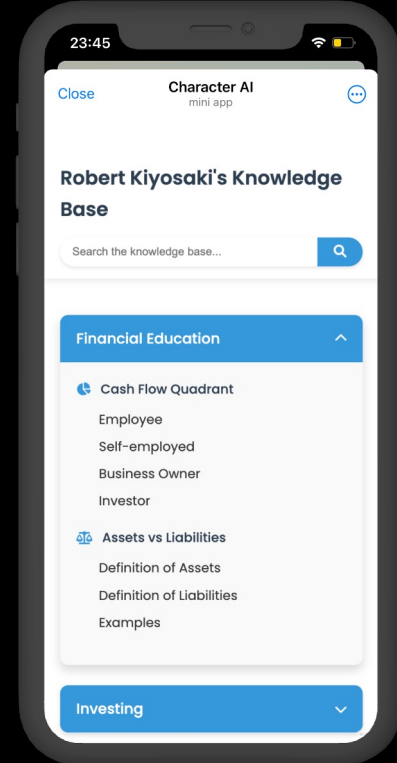 23:45
Close
Character AI
mini app
Robert Kiyosaki's Knowledge
Base
Search the knowledge base...
Financial Education
Cash Flow Quadrant
Employee
Self-employed
Business Owner
Investor
Assets vs Liabilities
Definition of Assets
Definition of Liabilities
Examples
Investing